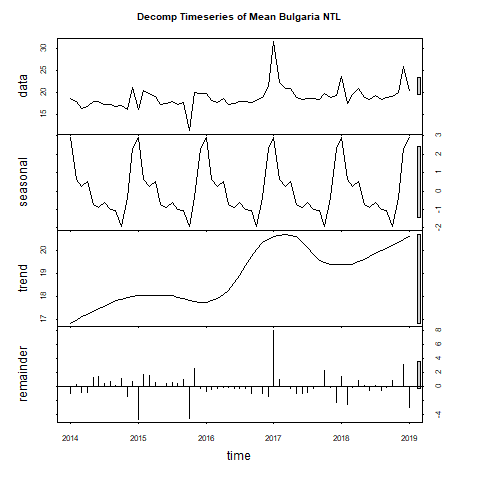 Decomp Timeseries of Mean Bulgaria NTL
data
30
25
20
15
seasonal
3
2
1
0
-1
-2
trend
20
19
18
17
remainder
8
6
4
2
0
-4
2014 2015 2016 2017 2018 2019
time